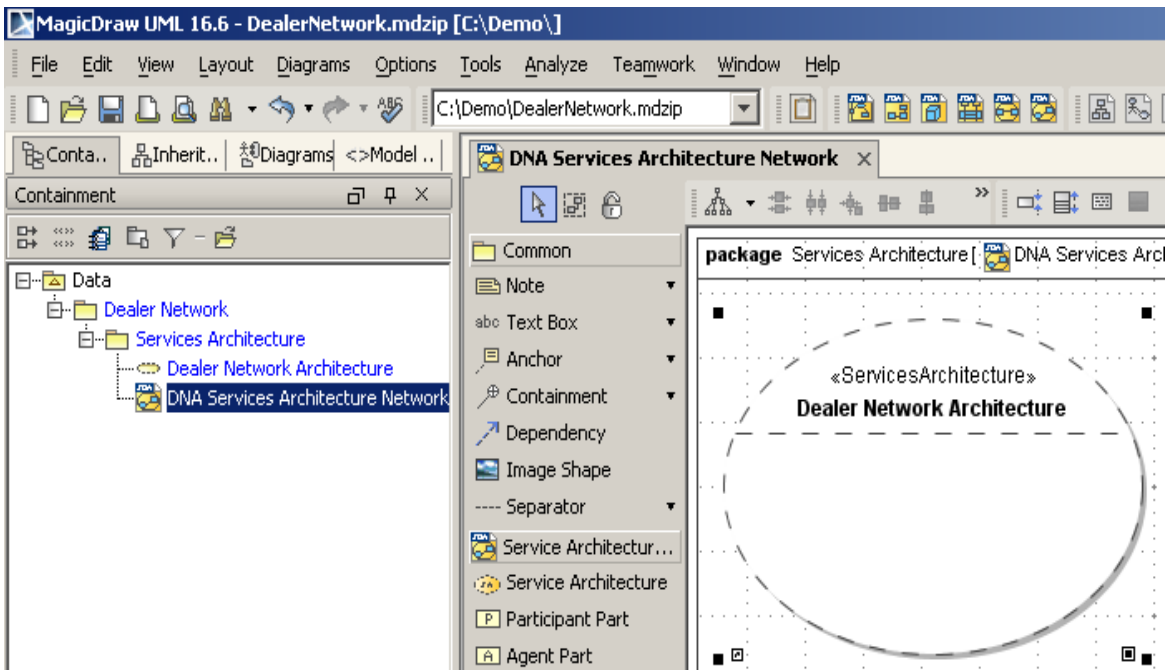 MagicDraw UML 16.6 - DealerNetwork.mdzip [C:\Demo\]
File Edit View Layout Diagrams Options Tools Analyze Teamwork Window Help
C:\Demo\DealerNetwork.mdzip
Conta.. Inherit.. Diagrams <>Model ..
DNA Services Architecture Network
Containment
Data
Dealer Network
Services Architecture
Dealer Network Architecture
DNA Services Architecture Network
Common
Note
abc Text Box
Anchor
Containment
Dependency
Image Shape
Separator
Service Architectur...
Service Architecture
P Participant Part
A Agent Part
package Services Architecture [ DNA Services Arch
«ServicesArchitecture»
Dealer Network Architecture